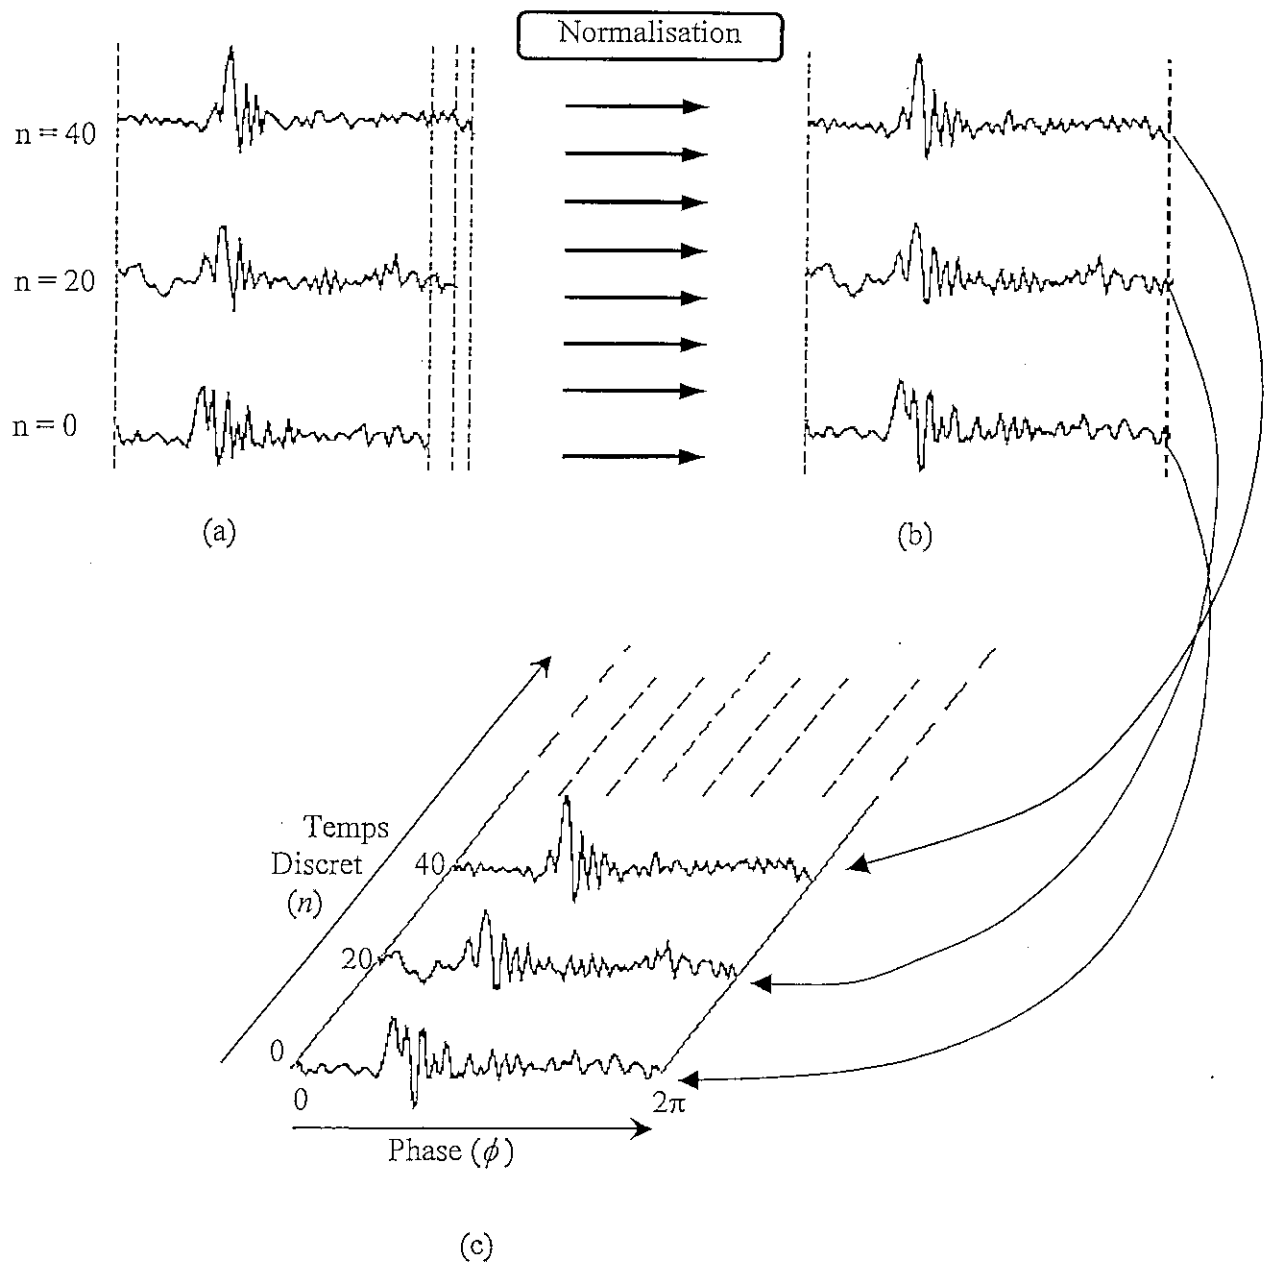 Normalisation
n = 40
n = 20
n = 0
(a)
(b)
Temps
Discret
(n)
40
20
0
0
2π
Phase (ϕ)
(c)